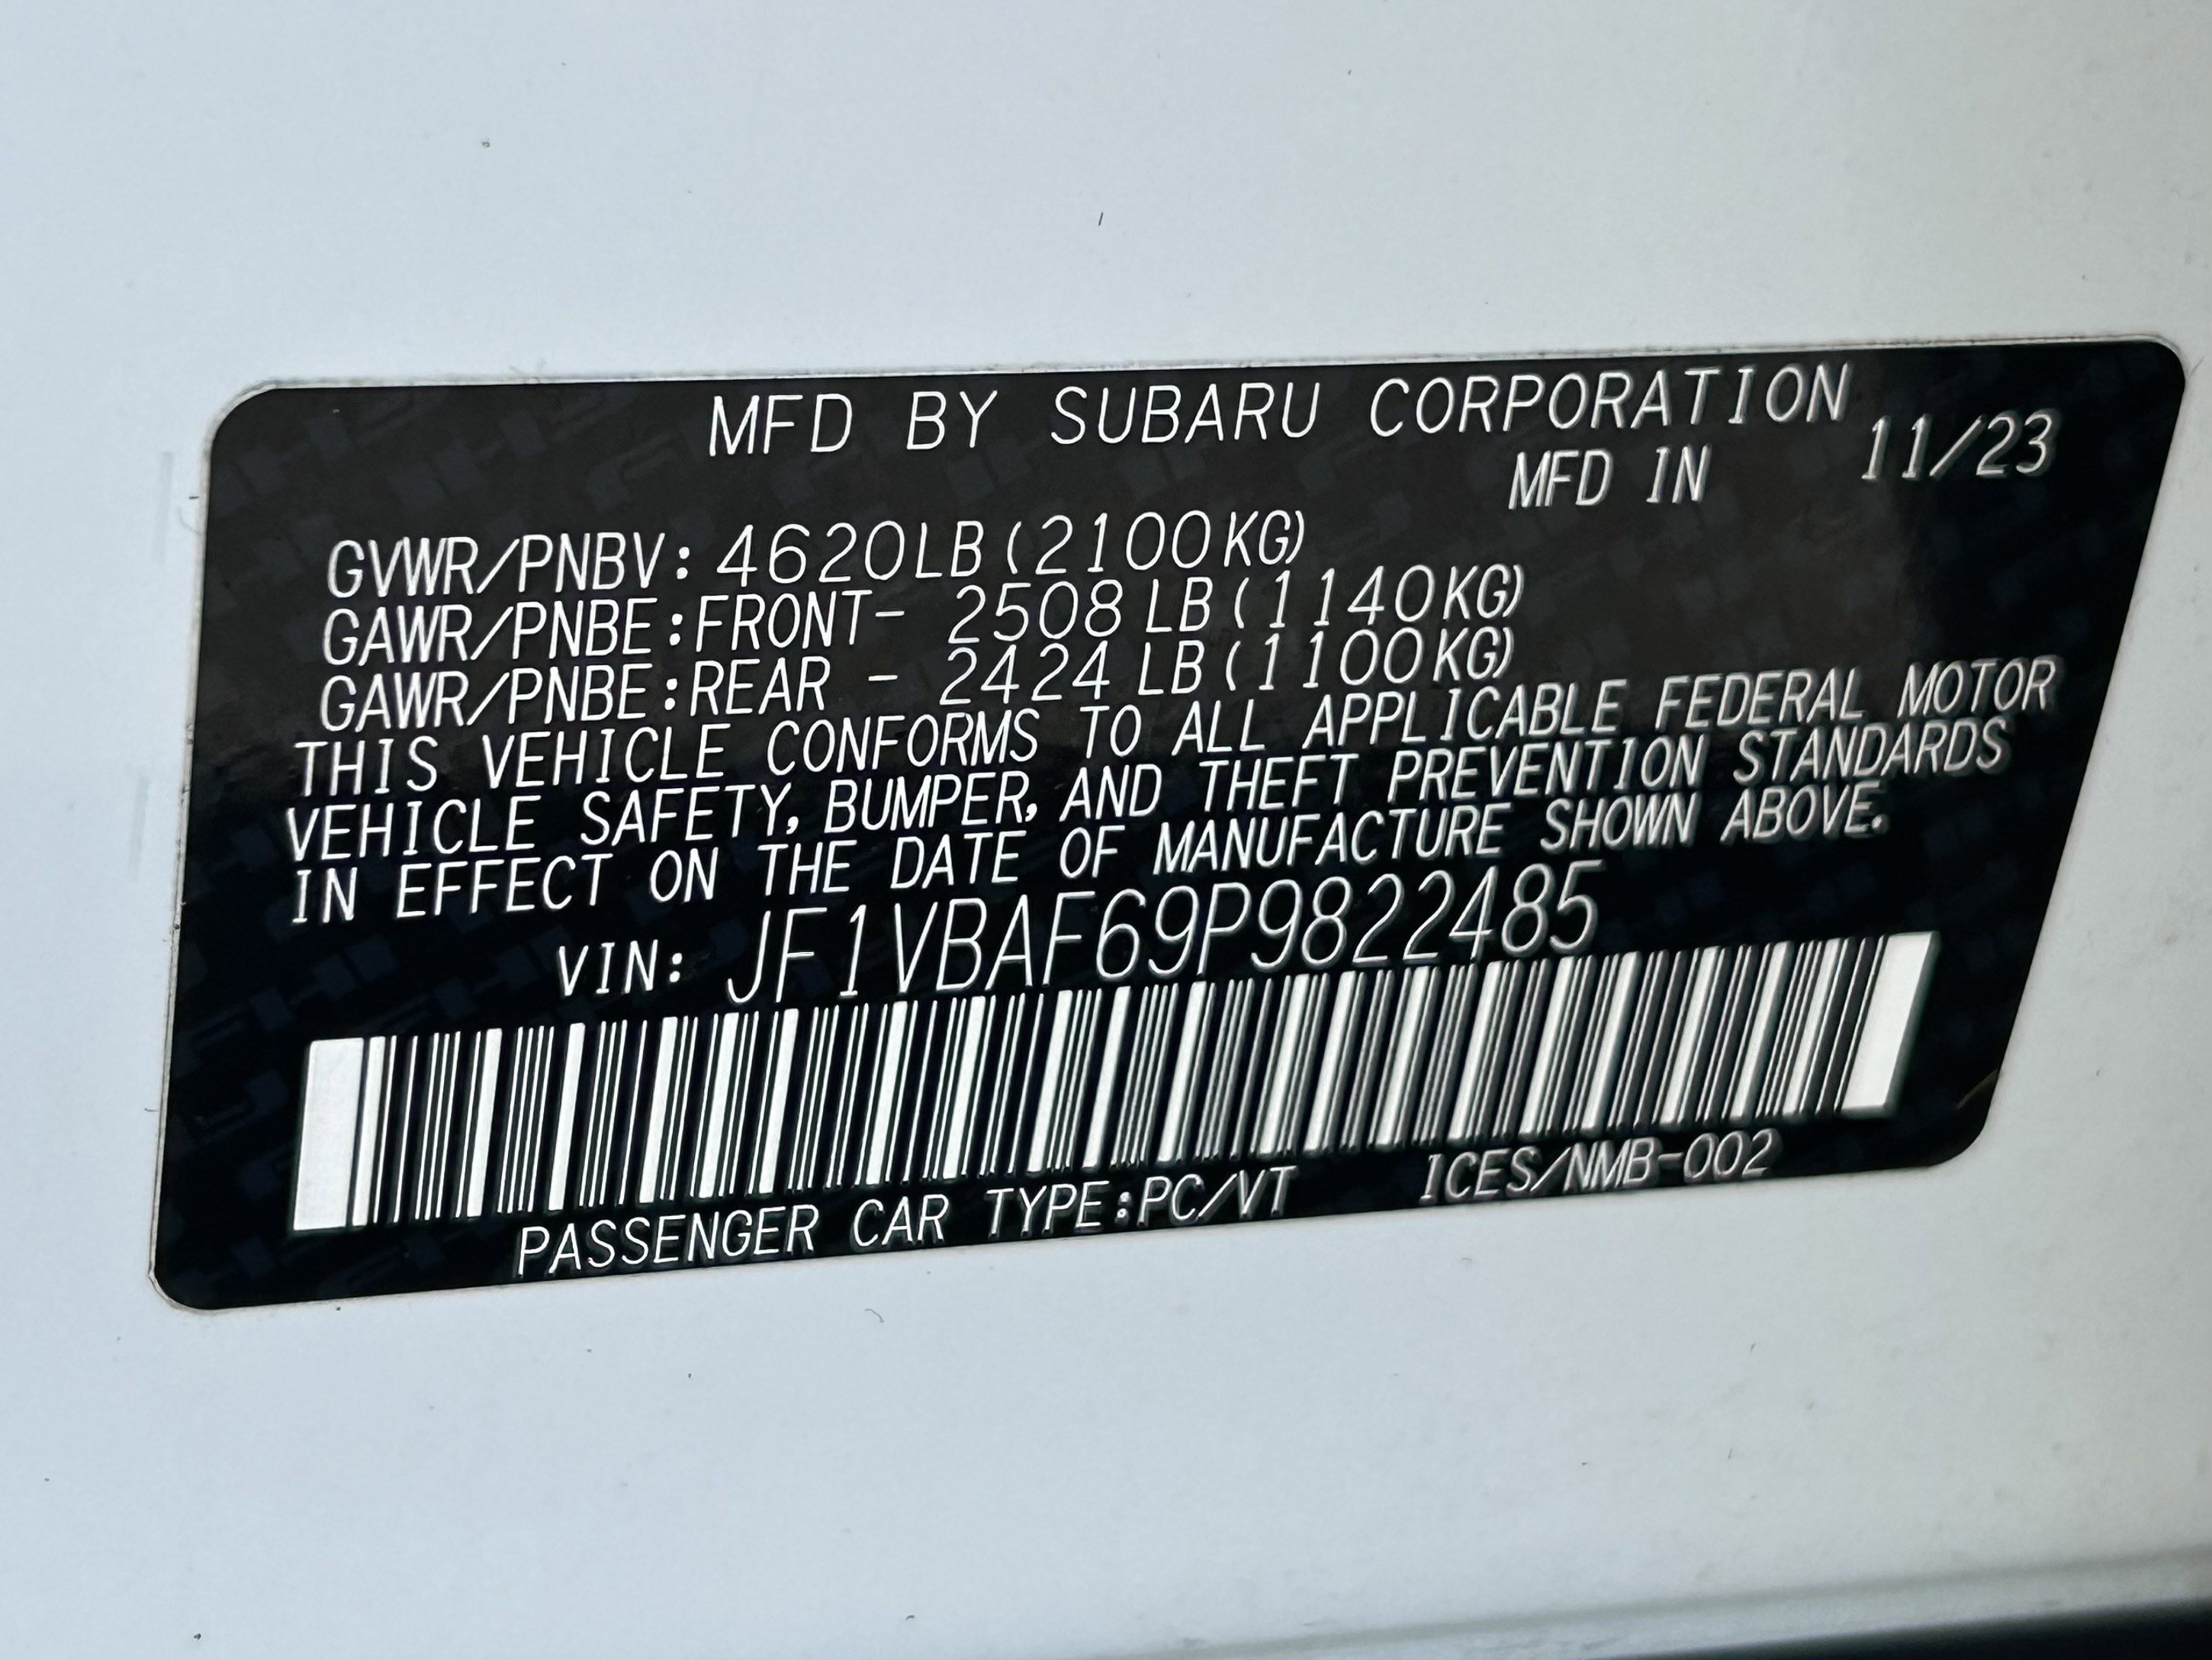 MFD BY SUBARU CORPORATION
MFD IN 11/23
GVWR/PNBV: 4620LB(2100KG)
GAWR/PNBE:FRONT- 2508LB(1140KG)
GAWR/PNBE:REAR - 2424LB(1100KG)
THIS VEHICLE CONFORMS TO ALL APPLICABLE FEDERAL MOTOR
VEHICLE SAFETY, BUMPER, AND THEFT PREVENTION STANDARDS
IN EFFECT ON THE DATE OF MANUFACTURE SHOWN ABOVE.
VIN: JF1VBAF69P9822485
PASSENGER CAR TYPE:PC/VT ICES/NMB-002